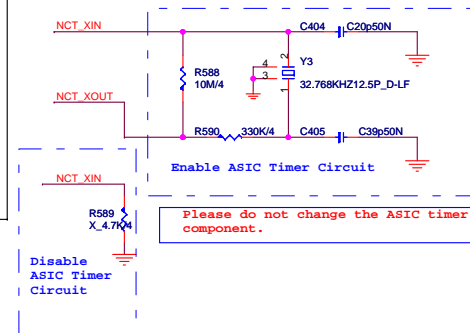 NCT_XIN
C404
C20p50N
2
Y3
4
3
R588
10M/4
32.768KHZ12.5P_D-LF
1
NCT_XOUT
R590
330K/4
C405
C39p50N
Enable ASIC Timer Circuit
NCT_XIN
R589
X_4.7K/4
Please do not change the ASIC timer
component.
Disable
ASIC Timer
Circuit